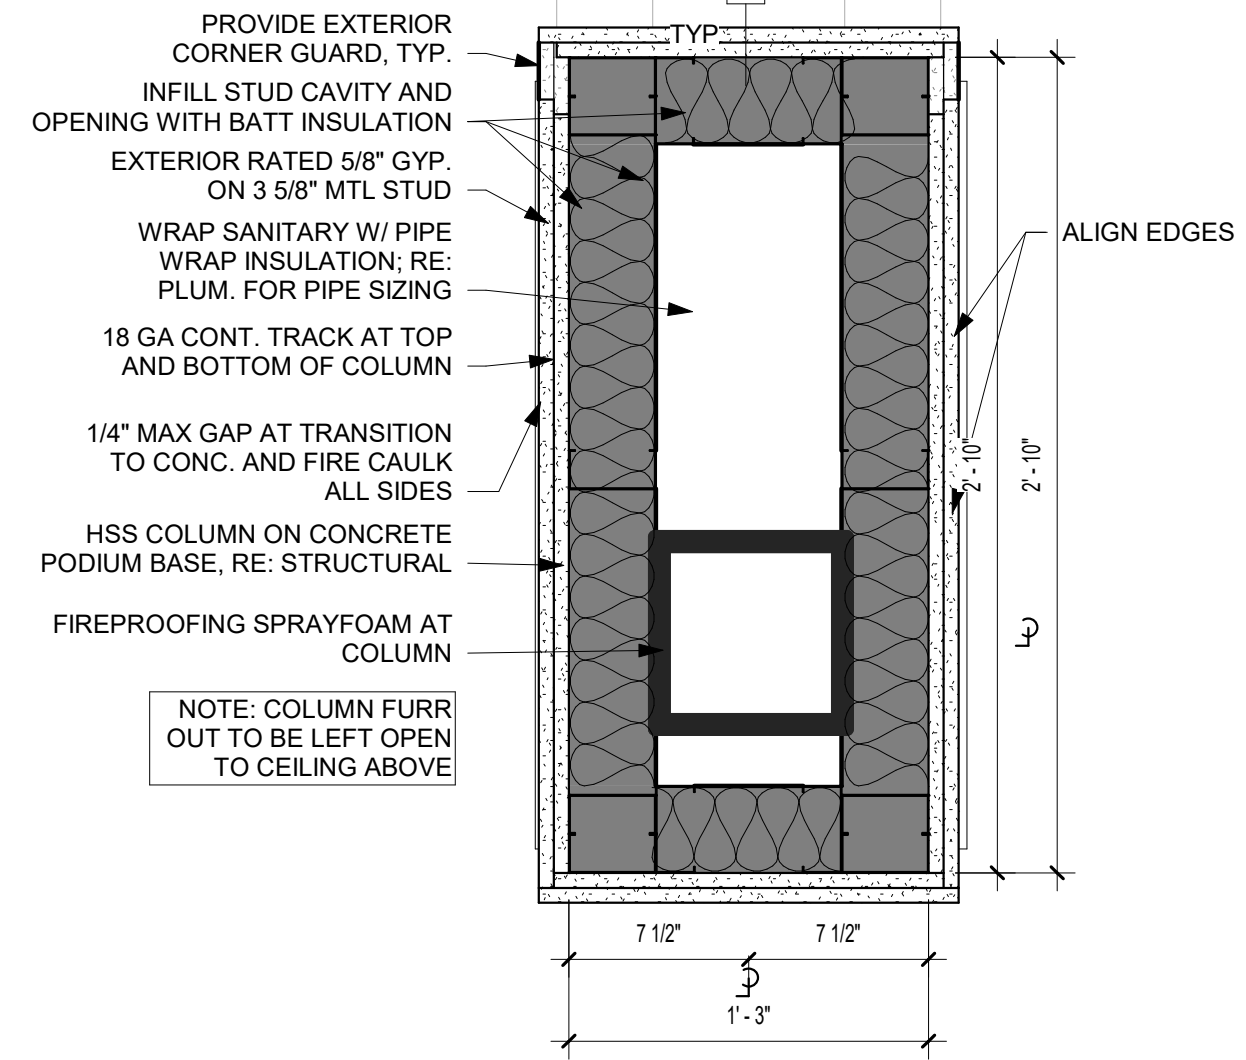 TYP
PROVIDE EXTERIOR
CORNER GUARD, TYP.
INFILL STUD CAVITY AND
OPENING WITH BATT INSULATION
EXTERIOR RATED 5/8" GYP.
ON 3 5/8" MTL STUD
WRAP SANITARY W/ PIPE
WRAP INSULATION; RE:
PLUM. FOR PIPE SIZING
18 GA CONT. TRACK AT TOP
AND BOTTOM OF COLUMN
1/4" MAX GAP AT TRANSITION
TO CONC. AND FIRE CAULK
ALL SIDES
HSS COLUMN ON CONCRETE
PODIUM BASE, RE: STRUCTURAL
FIREPROOFING SPRAYFOAM AT
COLUMN
NOTE: COLUMN FURR
OUT TO BE LEFT OPEN
TO CEILING ABOVE
ALIGN EDGES
2' - 10"
2' - 10"
7 1/2"
7 1/2"
1' - 3"